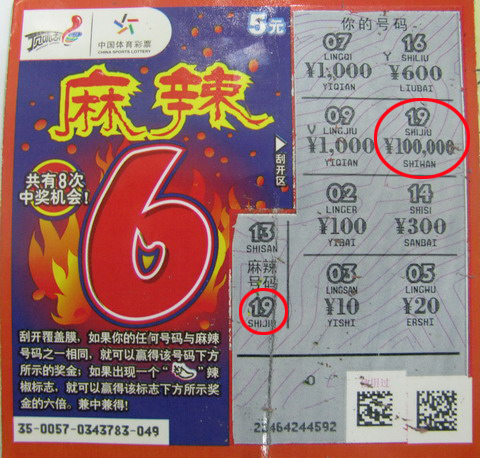 顶呱刮
中国体育彩票
CHINA SPORTS LOTTERY
5元
麻辣
6
共有8次
中奖机会!
刮开区
刮开覆盖膜,如果你的任何号码与麻辣
号码之一相同,就可以赢得该号码下方
所示的奖金;如果出现一个“ ”辣
椒标志,就可以赢得该标志下方所示奖
金的六倍。兼中兼得!
35-0057-0343783-049
你的号码
07 16
LINGQI SHILIU
¥1,000 ¥600
YIQIAN LIUBAI
09 19
LINGJIU SHIJIU
¥1,000 ¥100,000
YIQIAN SHIWAN
02 14
LINGER SHISI
¥100 ¥300
YIBAI SANBAI
03 05
LINGSAN LINGWU
¥10 ¥20
YISHI ERSHI
13
SHISAN
麻辣
号码
19
SHIJIU
22464244592